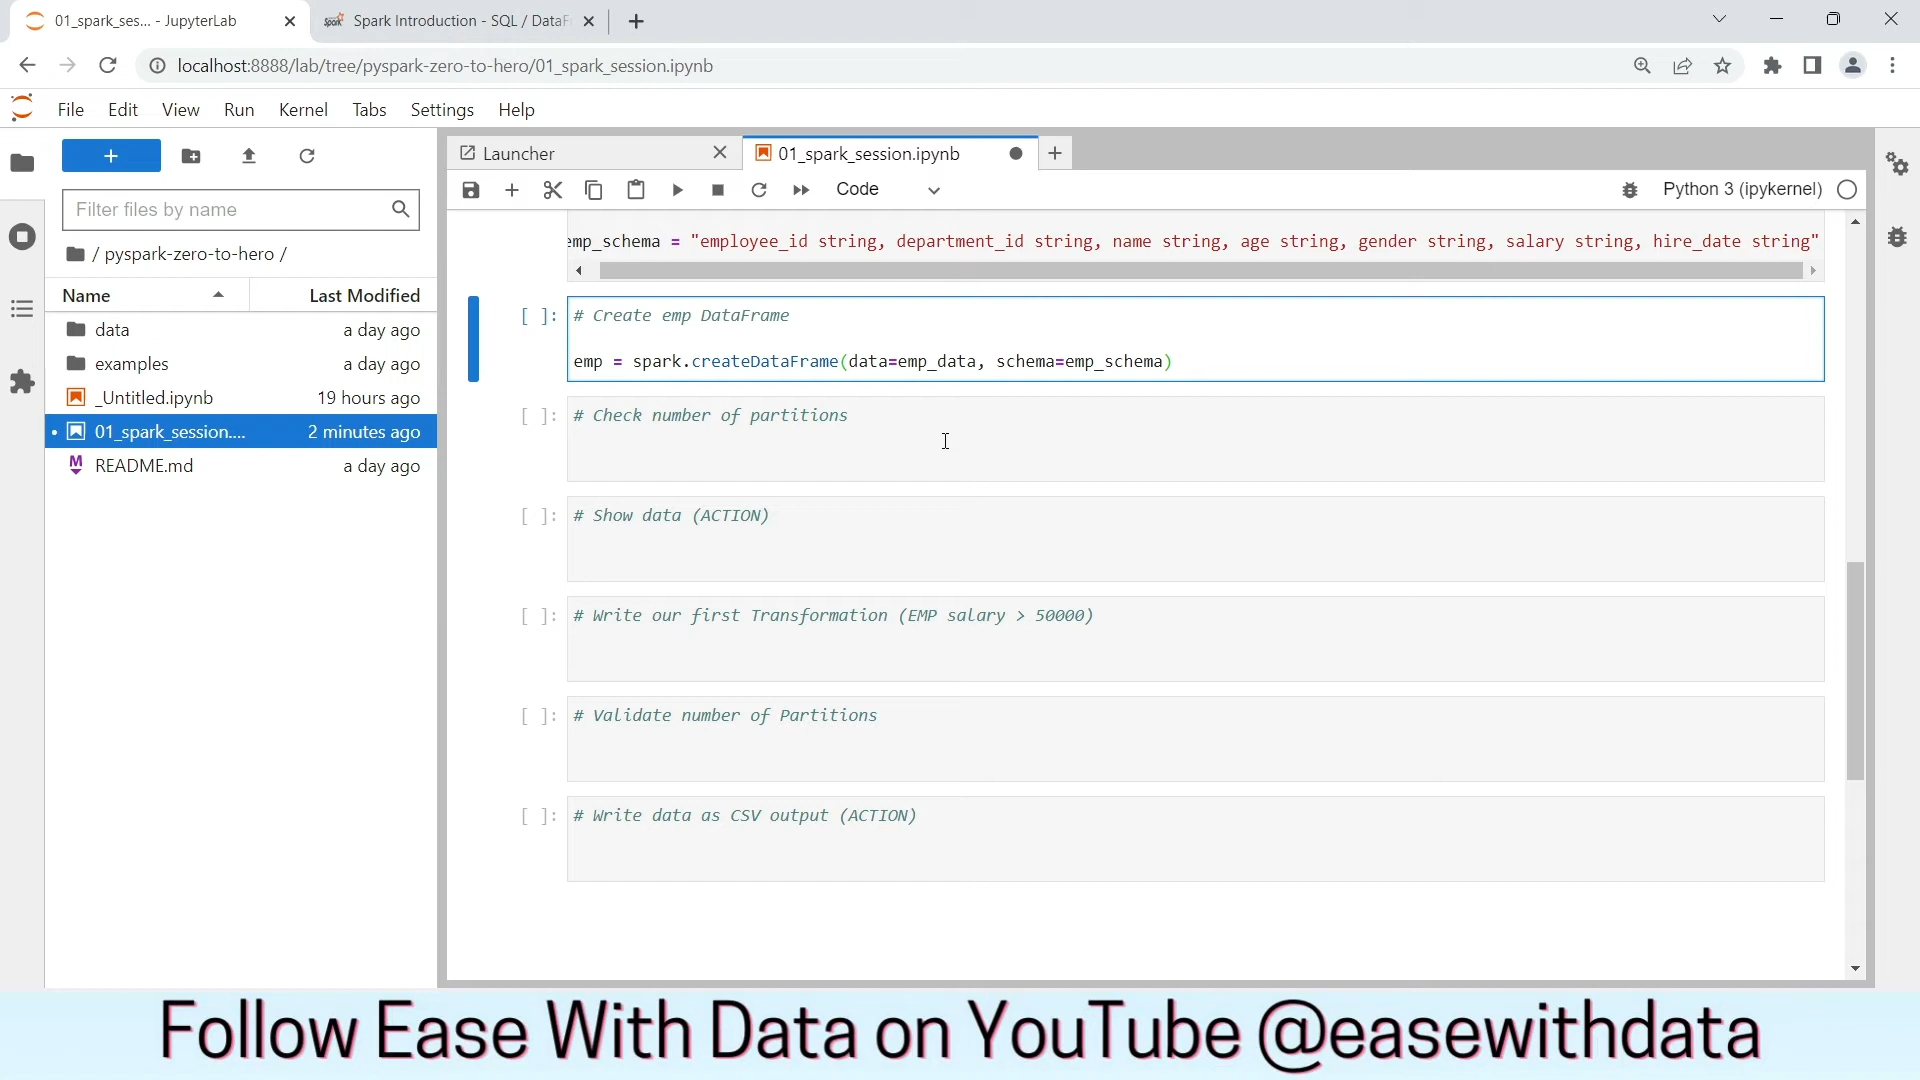 01_spark_ses... - JupyterLab
Spark Introduction - SQL / DataF
localhost:8888/lab/tree/pyspark-zero-to-hero/01_spark_session.ipynb
File Edit View Run Kernel Tabs Settings Help
Launcher
01_spark_session.ipynb
Code
Python 3 (ipykernel)
Filter files by name
/ pyspark-zero-to-hero /
Name Last Modified
data a day ago
examples a day ago
_Untitled.ipynb 19 hours ago
01_spark_session.... 2 minutes ago
README.md a day ago
emp_schema = "employee_id string, department_id string, name string, age string, gender string, salary string, hire_date string"
[ ]: # Create emp DataFrame
emp = spark.createDataFrame(data=emp_data, schema=emp_schema)
[ ]: # Check number of partitions
[ ]: # Show data (ACTION)
[ ]: # Write our first Transformation (EMP salary > 50000)
[ ]: # Validate number of Partitions
[ ]: # Write data as CSV output (ACTION)
Follow Ease With Data on YouTube @easewithdata